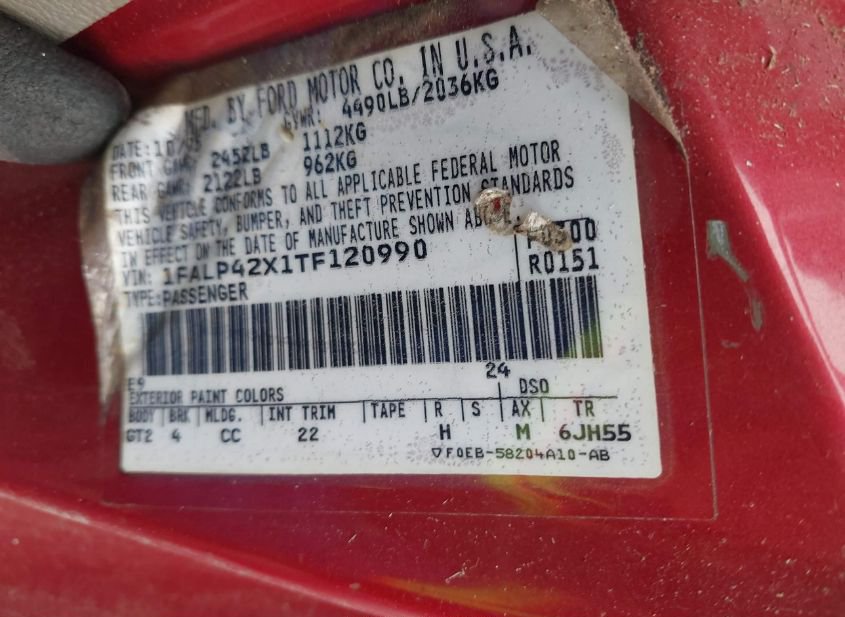 MFD. BY FORD MOTOR CO. IN U.S.A.
DATE: GVWR: 4490LB/2036KG
FRONT GAWR: 2452LB 1112KG
REAR GAWR: 2122LB 962KG
THIS VEHICLE CONFORMS TO ALL APPLICABLE FEDERAL MOTOR
VEHICLE SAFETY, BUMPER, AND THEFT PREVENTION STANDARDS
IN EFFECT ON THE DATE OF MANUFACTURE SHOWN ABOVE.
VIN: 1FALP42X1TF120990
TYPE: PASSENGER
R0151
E9 24
EXTERIOR PAINT COLORS DSO
BODY BRK MLDG. INT TRIM TAPE R S AX TR
GT2 4 CC 22 H M 6JH55
▽F0EB-58204A10-AB